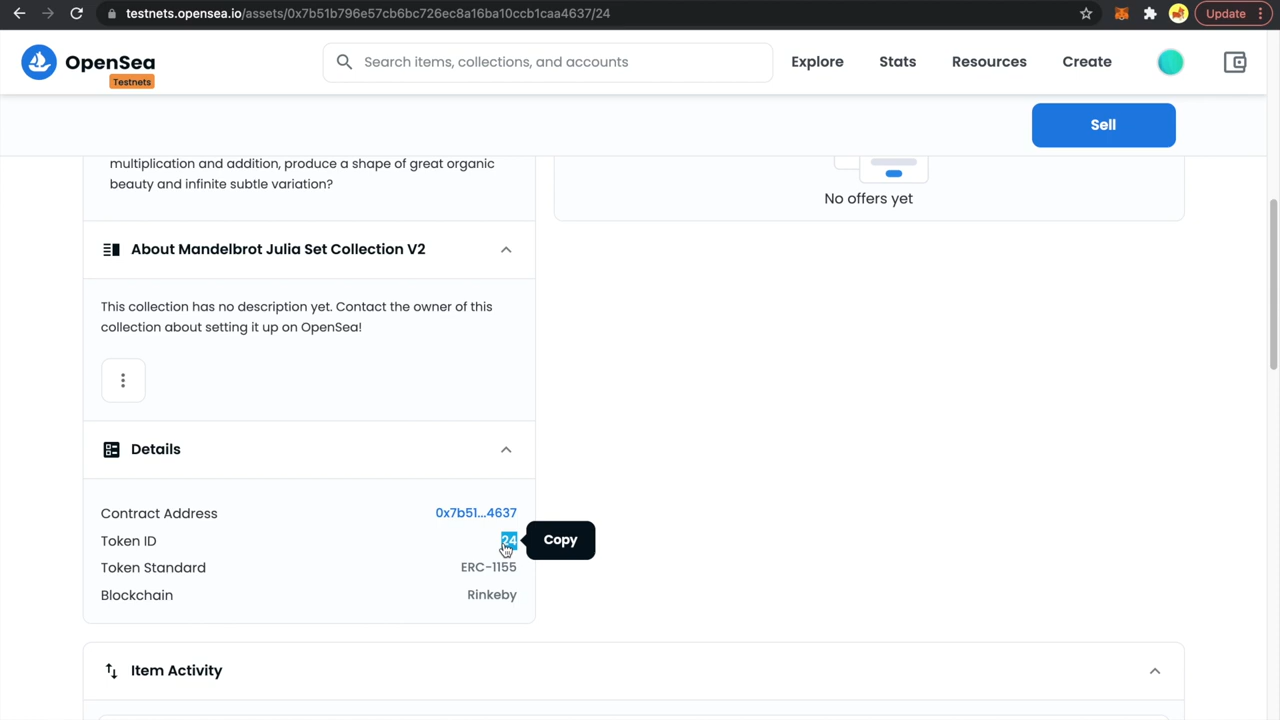 testnets.opensea.io/assets/0x7b51b796e57cb6bc726ec8a16ba10ccb1caa4637/24
Update
OpenSea
Testnets
Search items, collections, and accounts
Explore
Stats
Resources
Create
Sell
multiplication and addition, produce a shape of great organic
beauty and infinite subtle variation?
No offers yet
About Mandelbrot Julia Set Collection V2
This collection has no description yet. Contact the owner of this
collection about setting it up on OpenSea!
Details
Contract Address 0x7b51...4637
Token ID 24
Copy
Token Standard ERC-1155
Blockchain Rinkeby
Item Activity